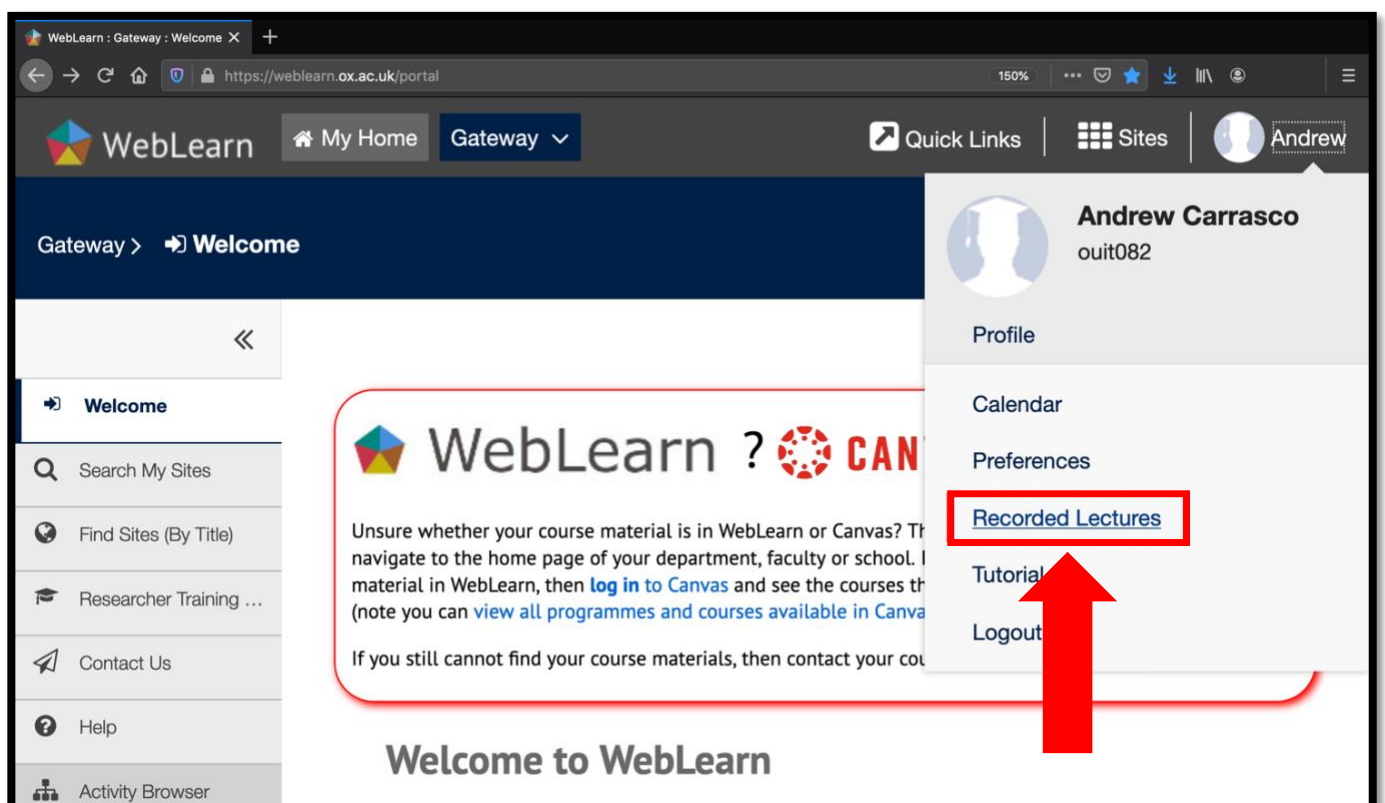 WebLearn : Gateway : Welcome
https://weblearn.ox.ac.uk/portal
150%
WebLearn
My Home
Gateway
Quick Links
Sites
Andrew
Andrew Carrasco
ouit082
Profile
Calendar
Preferences
Recorded Lectures
Tutorial
Logout
Gateway > Welcome
Welcome
Search My Sites
Find Sites (By Title)
Researcher Training ...
Contact Us
Help
Activity Browser
WebLearn ? CAN
Unsure whether your course material is in WebLearn or Canvas?
navigate to the home page of your department, faculty or school.
material in WebLearn, then log in to Canvas and see the courses
(note you can view all programmes and courses available in Canva
If you still cannot find your course materials, then contact your
Welcome to WebLearn